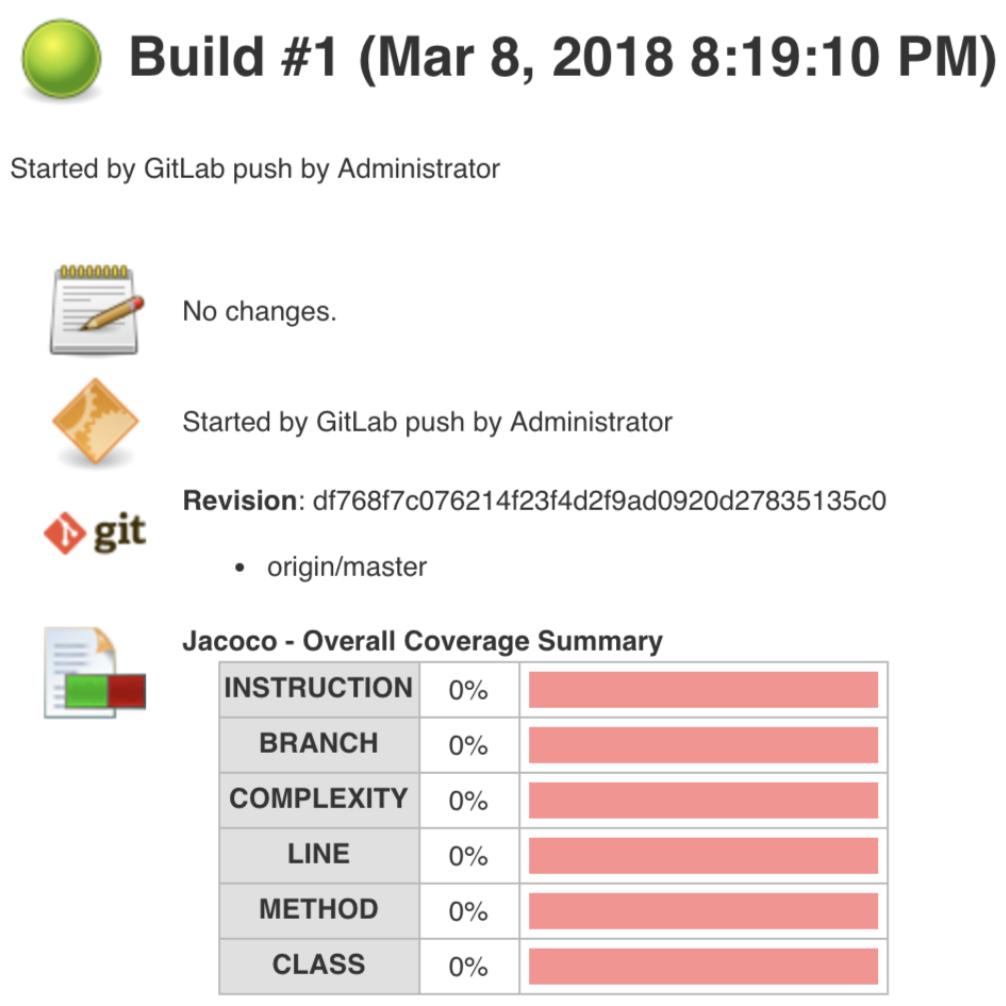 Build #1 (Mar 8, 2018 8:19:10 PM)
Started by GitLab push by Administrator
No changes.
Started by GitLab push by Administrator
git
Revision: df768f7c076214f23f4d2f9ad0920d27835135c0
• origin/master
Jacoco - Overall Coverage Summary
INSTRUCTION 0%
BRANCH 0%
COMPLEXITY 0%
LINE 0%
METHOD 0%
CLASS 0%